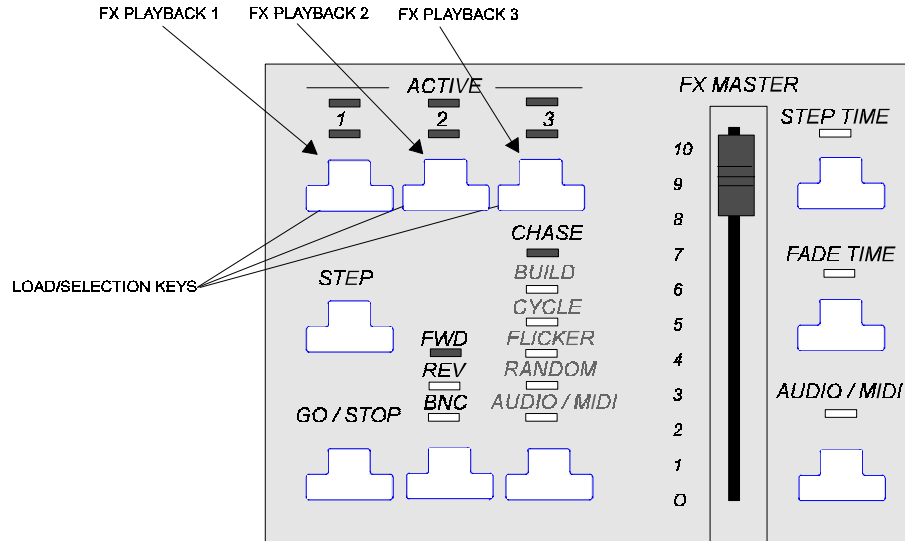 FX PLAYBACK 1
FX PLAYBACK 2
FX PLAYBACK 3
ACTIVE
1 2 3
LOAD/SELECTION KEYS
STEP
GO / STOP
FWD
REV
BNC
CHASE
BUILD
CYCLE
FLICKER
RANDOM
AUDIO / MIDI
FX MASTER
10
9
8
7
6
5
4
3
2
1
0
STEP TIME
FADE TIME
AUDIO / MIDI